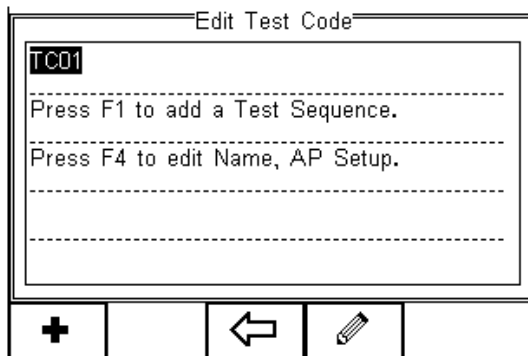 Edit Test Code
TC01
Press F1 to add a Test Sequence.
Press F4 to edit Name, AP Setup.